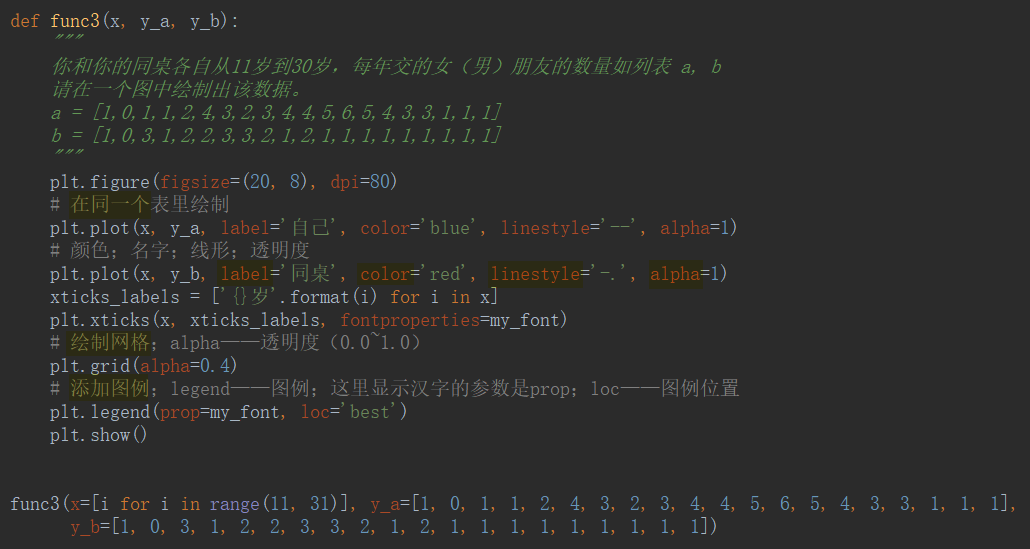 def func3(x, y_a, y_b):
"""
你和你的同桌各自从11岁到30岁，每年交的女（男）朋友的数量如列表 a, b
请在一个图中绘制出该数据。
a = [1,0,1,1,2,4,3,2,3,4,4,5,6,5,4,3,3,1,1,1]
b = [1,0,3,1,2,2,3,3,2,1,2,1,1,1,1,1,1,1,1,1]
"""
plt.figure(figsize=(20, 8), dpi=80)
# 在同一个表里绘制
plt.plot(x, y_a, label='自己', color='blue', linestyle='--', alpha=1)
# 颜色；名字；线形；透明度
plt.plot(x, y_b, label='同桌', color='red', linestyle='-.', alpha=1)
xticks_labels = ['{}岁'.format(i) for i in x]
plt.xticks(x, xticks_labels, fontproperties=my_font)
# 绘制网格；alpha——透明度（0.0~1.0）
plt.grid(alpha=0.4)
# 添加图例；legend——图例；这里显示汉字的参数是prop；loc——图例位置
plt.legend(prop=my_font, loc='best')
plt.show()
func3(x=[i for i in range(11, 31)], y_a=[1, 0, 1, 1, 2, 4, 3, 2, 3, 4, 4, 5, 6, 5, 4, 3, 3, 1, 1, 1],
y_b=[1, 0, 3, 1, 2, 2, 3, 3, 2, 1, 2, 1, 1, 1, 1, 1, 1, 1, 1, 1])